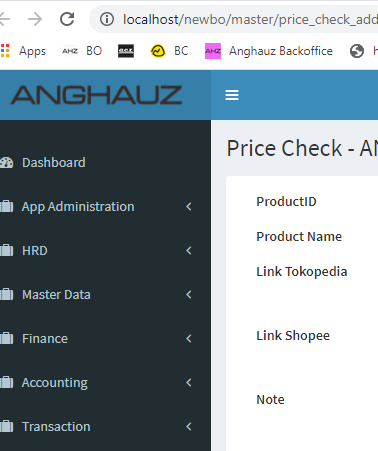 localhost/newbo/master/price_check_add
Apps AHZ BO a.c.s BC AHZ Anghauz Backoffice h
ANGHAUZ
Price Check - AN
Dashboard
App Administration
HRD
Master Data
Finance
Accounting
Transaction
ProductID
Product Name
Link Tokopedia
Link Shopee
Note